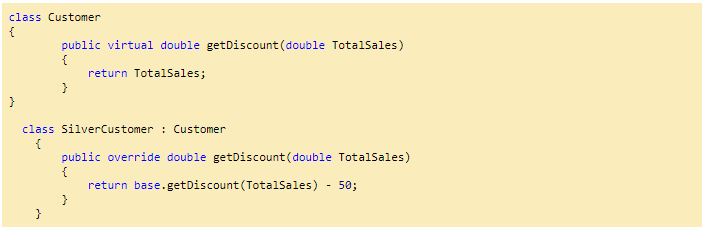 class Customer
{
        public virtual double getDiscount(double TotalSales)
        {
            return TotalSales;
        }
}
  class SilverCustomer : Customer
    {
        public override double getDiscount(double TotalSales)
        {
            return base.getDiscount(TotalSales) - 50;
        }
    }